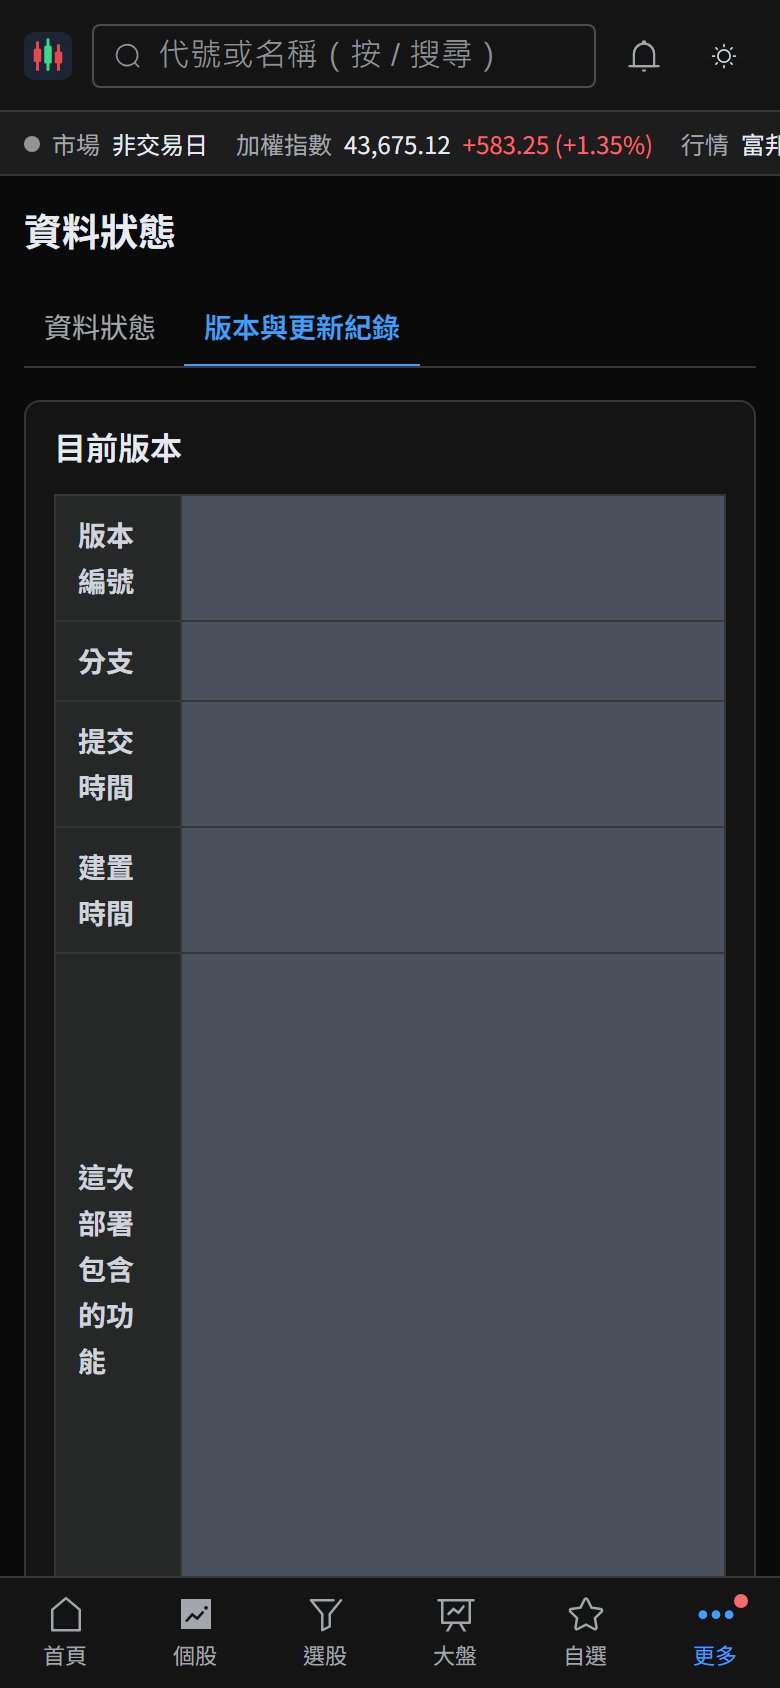 代號或名稱 ( 按 / 搜尋 )
市場 非交易日 加權指數 43,675.12 +583.25 (+1.35%) 行情 富邦
資料狀態
資料狀態 版本與更新紀錄
目前版本
版本
編號
分支
提交
時間
建置
時間
這次
部署
包含
的功
能
首頁 個股 選股 大盤 自選 更多